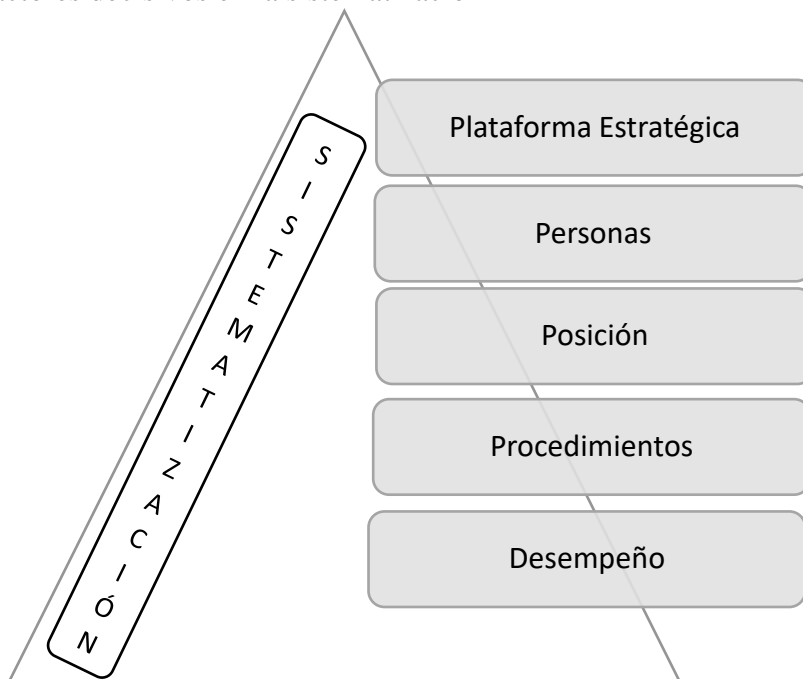 Plataforma Estratégica
Personas
Posición
Procedimientos
Desempeño
SISTEMATIZACIÓN